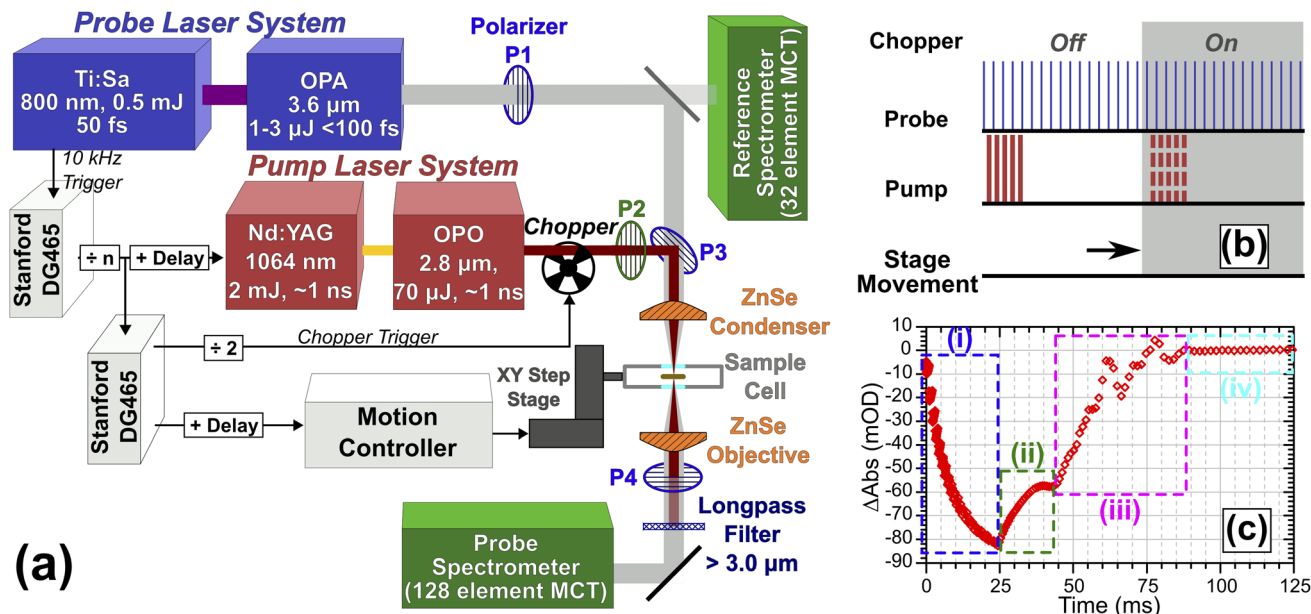 Probe Laser System
Ti:Sa
800 nm, 0.5 mJ
50 fs
OPA
3.6 µm
1-3 µJ <100 fs
Polarizer
P1
Reference
Spectrometer
(32 element MCT)
10 kHz
Trigger
Pump Laser System
Stanford
DG465
÷ n
+ Delay
Nd:YAG
1064 nm
2 mJ, ~1 ns
OPO
2.8 µm,
70 µJ, ~1 ns
Chopper
P2
P3
ZnSe
Condenser
Stanford
DG465
÷ 2
Chopper Trigger
XY Step
Stage
Sample
Cell
+ Delay
Motion
Controller
ZnSe
Objective
P4
Longpass
Filter
> 3.0 µm
Probe
Spectrometer
(128 element MCT)
(a)
Chopper
Off
On
Probe
Pump
Stage
Movement
(b)
10
0
-10
-20
-30
-40
-50
-60
-70
-80
-90
ΔAbs (mOD)
(i)
(ii)
(iii)
(iv)
(c)
0
25
50
75
100
125
Time (ms)